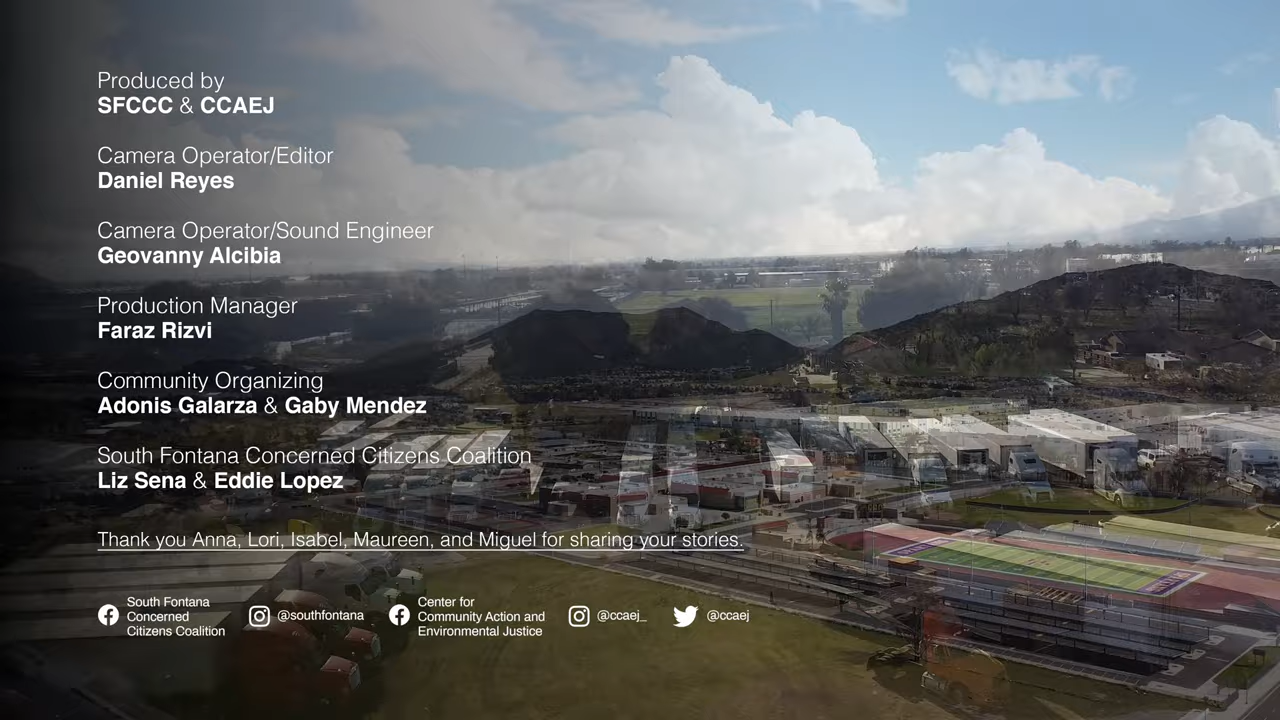 Produced by
SFCCC & CCAEJ
Camera Operator/Editor
Daniel Reyes
Camera Operator/Sound Engineer
Geovanny Alcibia
Production Manager
Faraz Rizvi
Community Organizing
Adonis Galarza & Gaby Mendez
South Fontana Concerned Citizens Coalition
Liz Sena & Eddie Lopez
Thank you Anna, Lori, Isabel, Maureen, and Miguel for sharing your stories.
South Fontana
Concerned
Citizens Coalition
@southfontana
Center for
Community Action and
Environmental Justice
@ccaej_
@ccaej